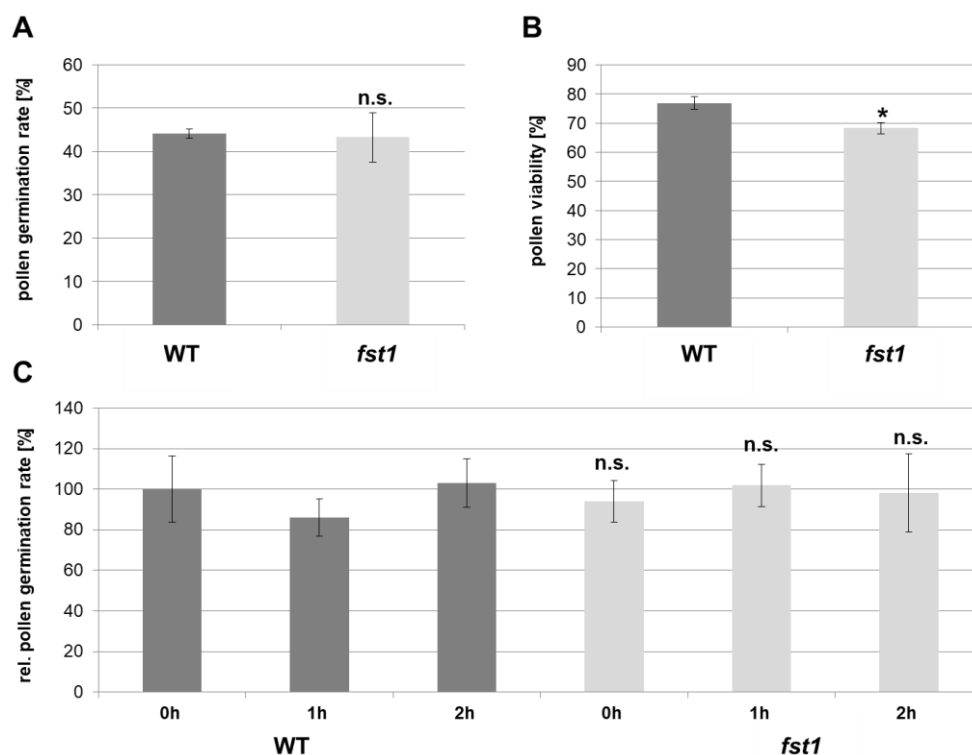 A
pollen germination rate [%]
60
50
40
30
20
10
0
n.s.
WT
fst1
B
pollen viability [%]
90
80
70
60
50
40
30
20
10
0
*
WT
fst1
C
rel. pollen germination rate [%]
140
120
100
80
60
40
20
0
n.s.
n.s.
n.s.
0h 1h 2h 0h 1h 2h
WT fst1